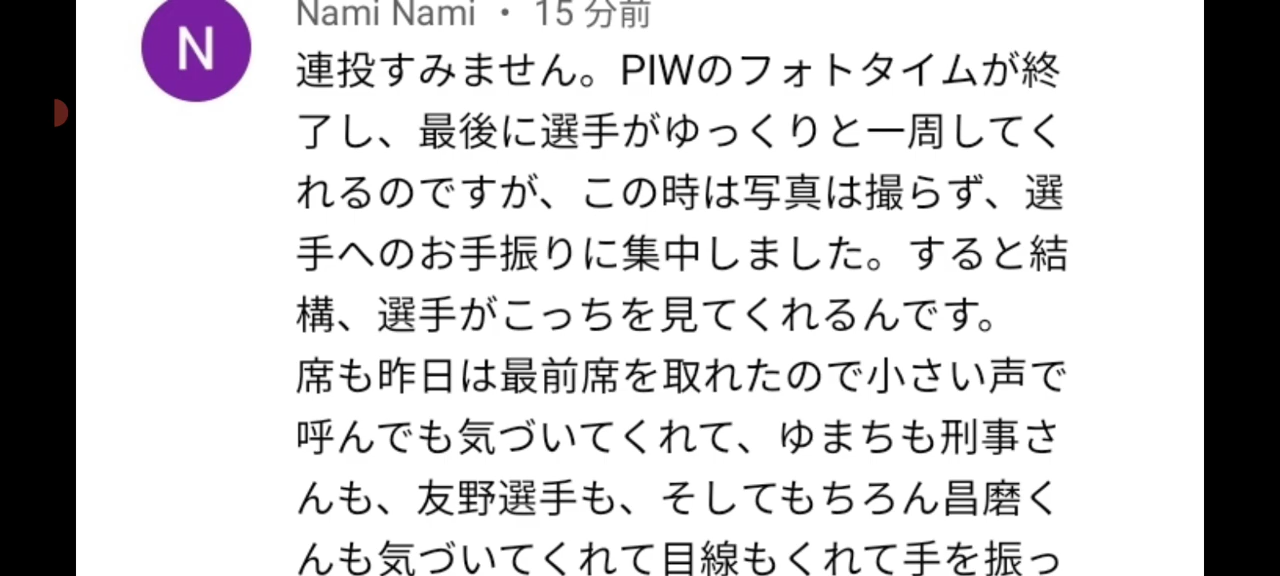 N
Nami Nami ・ 15 分前
連投すみません。PIWのフォトタイムが終
了し、最後に選手がゆっくりと一周してく
れるのですが、この時は写真は撮らず、選
手へのお手振りに集中しました。すると結
構、選手がこっちを見てくれるんです。
席も昨日は最前席を取れたので小さい声で
呼んでも気づいてくれて、ゆまちも刑事さ
んも、友野選手も、そしてもちろん昌磨く
んも気づいてくれて目線もくれて手を振っ